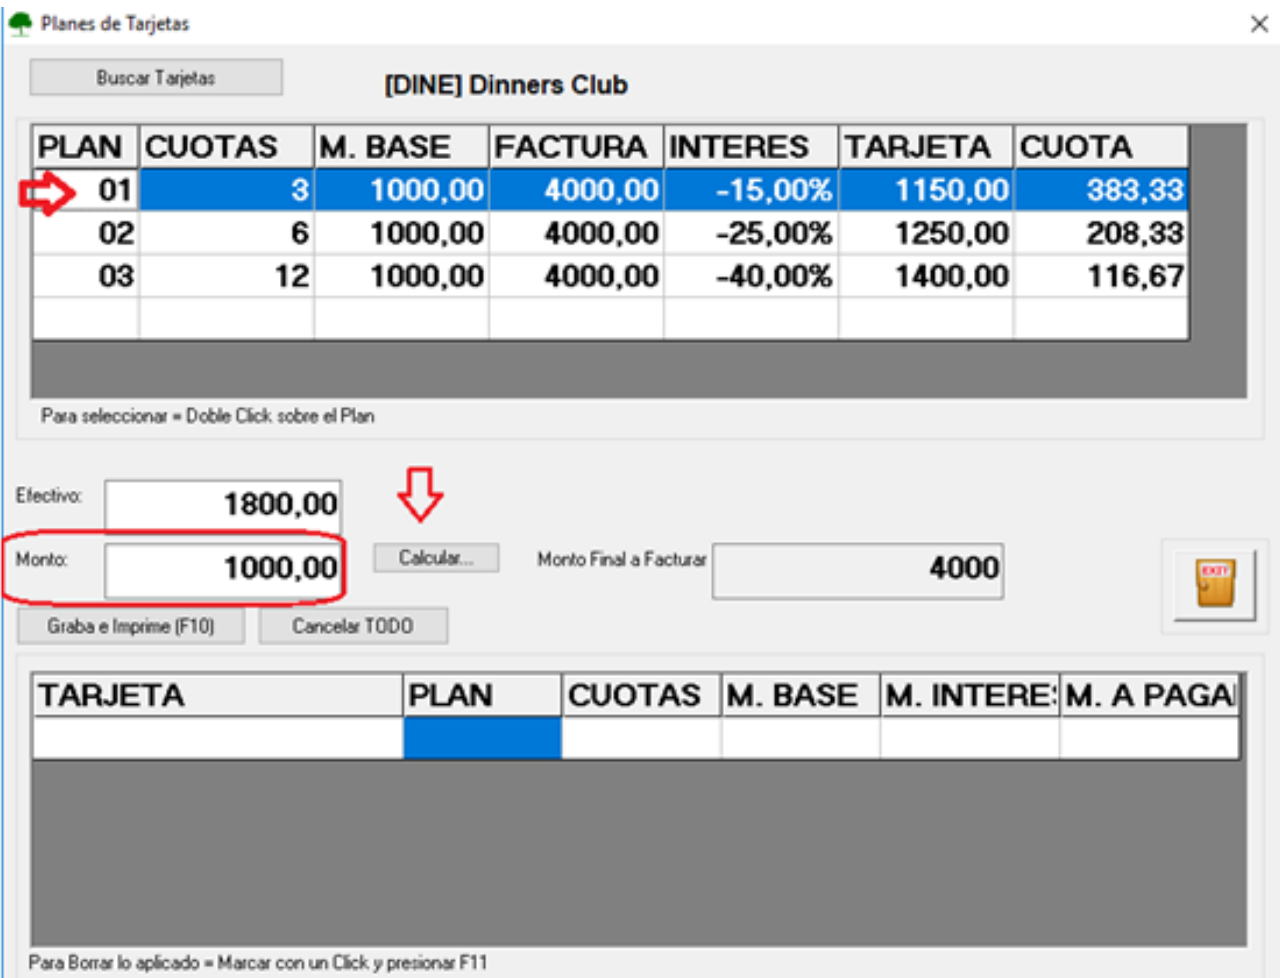 Planes de Tarjetas
Buscar Tarjetas
[DINE] Dinners Club
PLAN CUOTAS M. BASE FACTURA INTERES TARJETA CUOTA
01 3 1000,00 4000,00 -15,00% 1150,00 383,33
02 6 1000,00 4000,00 -25,00% 1250,00 208,33
03 12 1000,00 4000,00 -40,00% 1400,00 116,67
Para seleccionar = Doble Click sobre el Plan
Efectivo: 1800,00
Monto: 1000,00 Calcular... Monto Final a Facturar 4000
EXIT
Graba e Imprime (F10) Cancelar TODO
TARJETA PLAN CUOTAS M. BASE M. INTERE: M. A PAGA
Para Borrar lo aplicado = Marcar con un Click y presionar F11